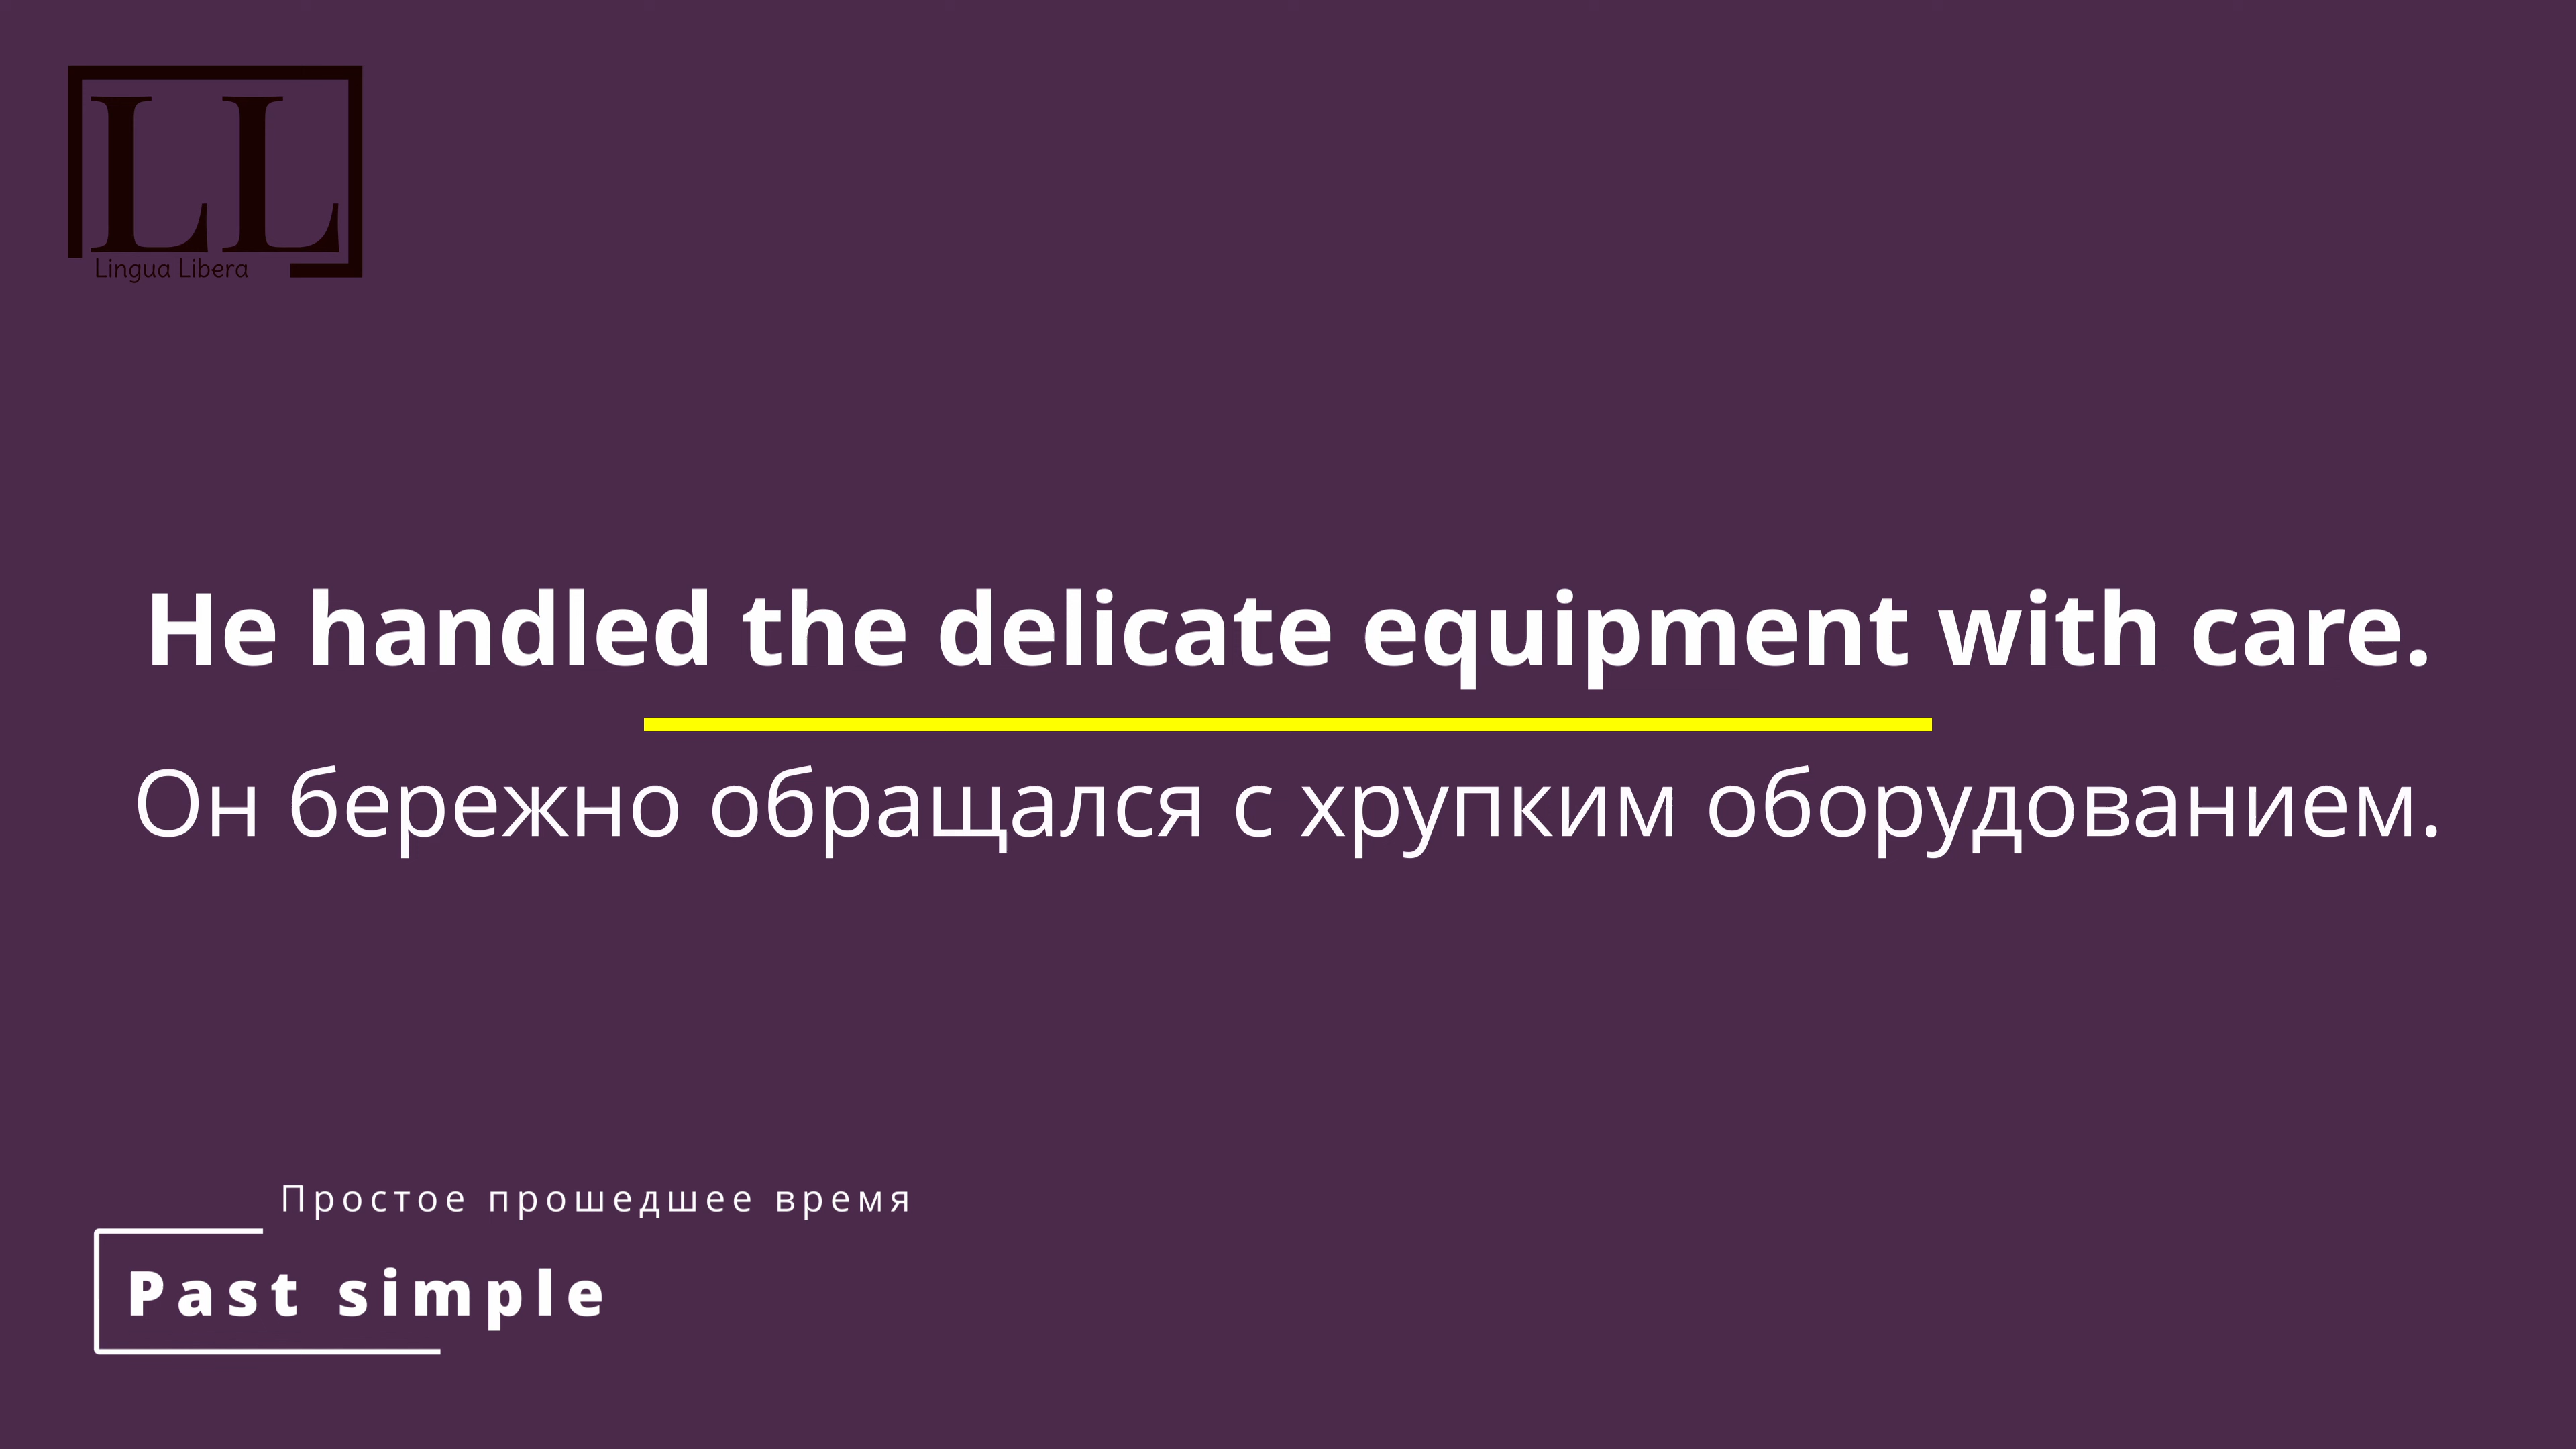 LL
Lingua Libera
He handled the delicate equipment with care.
Он бережно обращался с хрупким оборудованием.
Простое прошедшее время
Past simple